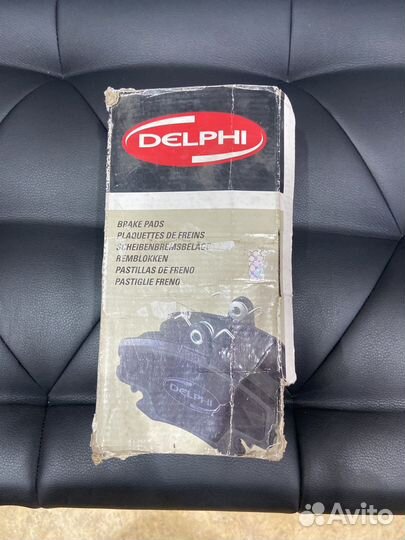 DELPHI
BRAKE PADS
PLAQUETTES DE FREINS
SCHEIBENBREMSBELÄGE
REMBLOKKEN
PASTILLAS DE FRENO
PASTIGLIE FRENO
DELPHI
Avito